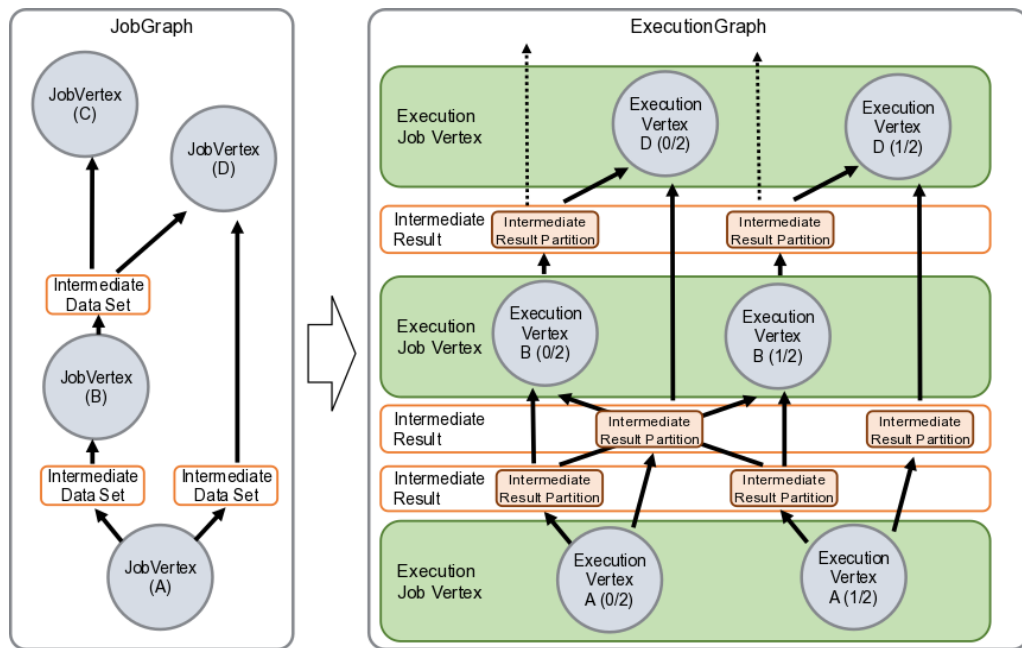 JobGraph
JobVertex
(C)
JobVertex
(D)
Intermediate
Data Set
JobVertex
(B)
Intermediate
Data Set
Intermediate
Data Set
JobVertex
(A)
ExecutionGraph
Execution
Job Vertex
Execution
Vertex
D (0/2)
Execution
Vertex
D (1/2)
Intermediate
Result
Intermediate
Result Partition
Intermediate
Result Partition
Execution
Job Vertex
Execution
Vertex
B (0/2)
Execution
Vertex
B (1/2)
Intermediate
Result
Intermediate
Result Partition
Intermediate
Result Partition
Intermediate
Result
Intermediate
Result Partition
Intermediate
Result Partition
Execution
Job Vertex
Execution
Vertex
A (0/2)
Execution
Vertex
A (1/2)